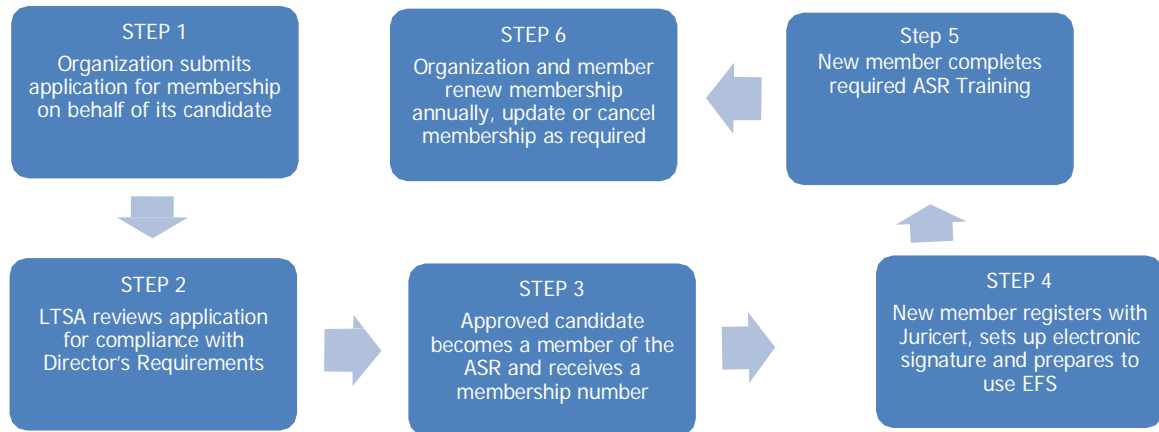 STEP 1
Organization submits
application for membership
on behalf of its candidate
STEP 2
LTSA reviews application
for compliance with
Director's Requirements
STEP 3
Approved candidate
becomes a member of the
ASR and receives a
membership number
STEP 4
New member registers with
Juricert, sets up electronic
signature and prepares to
use EFS
Step 5
New member completes
required ASR Training
STEP 6
Organization and member
renew membership
annually, update or cancel
membership as required